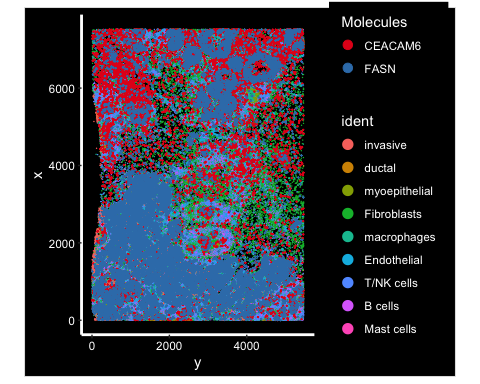 Molecules
CEACAM6
FASN
ident
invasive
ductal
myoepithelial
Fibroblasts
macrophages
Endothelial
T/NK cells
B cells
Mast cells
6000
4000
2000
0
x
0 2000 4000
y